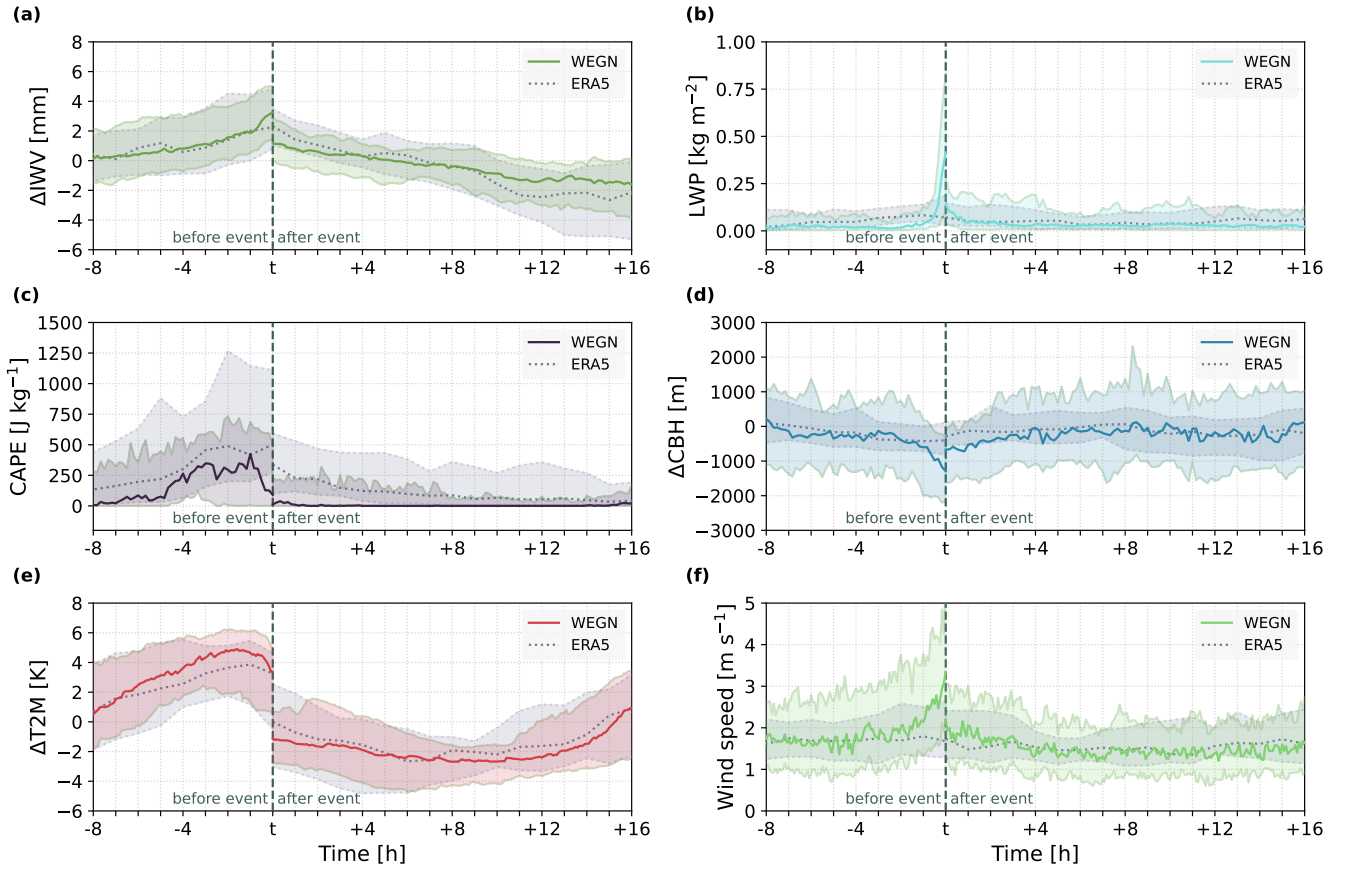 (a)
8
6
4
2
0
−2
−4
−6
ΔIWV [mm]
WEGN
ERA5
before event
after event
-8
-4
t
+4
+8
+12
+16
(b)
1.00
0.75
0.50
0.25
0.00
LWP [kg m⁻²]
WEGN
ERA5
before event
after event
-8
-4
t
+4
+8
+12
+16
(c)
1500
1250
1000
750
500
250
0
CAPE [J kg⁻¹]
WEGN
ERA5
before event
after event
-8
-4
t
+4
+8
+12
+16
(d)
3000
2000
1000
0
−1000
−2000
−3000
ΔCBH [m]
WEGN
ERA5
before event
after event
-8
-4
t
+4
+8
+12
+16
(e)
8
6
4
2
0
−2
−4
−6
ΔT2M [K]
WEGN
ERA5
before event
after event
-8
-4
t
+4
+8
+12
+16
Time [h]
(f)
5
4
3
2
1
0
Wind speed [m s⁻¹]
WEGN
ERA5
before event
after event
-8
-4
t
+4
+8
+12
+16
Time [h]